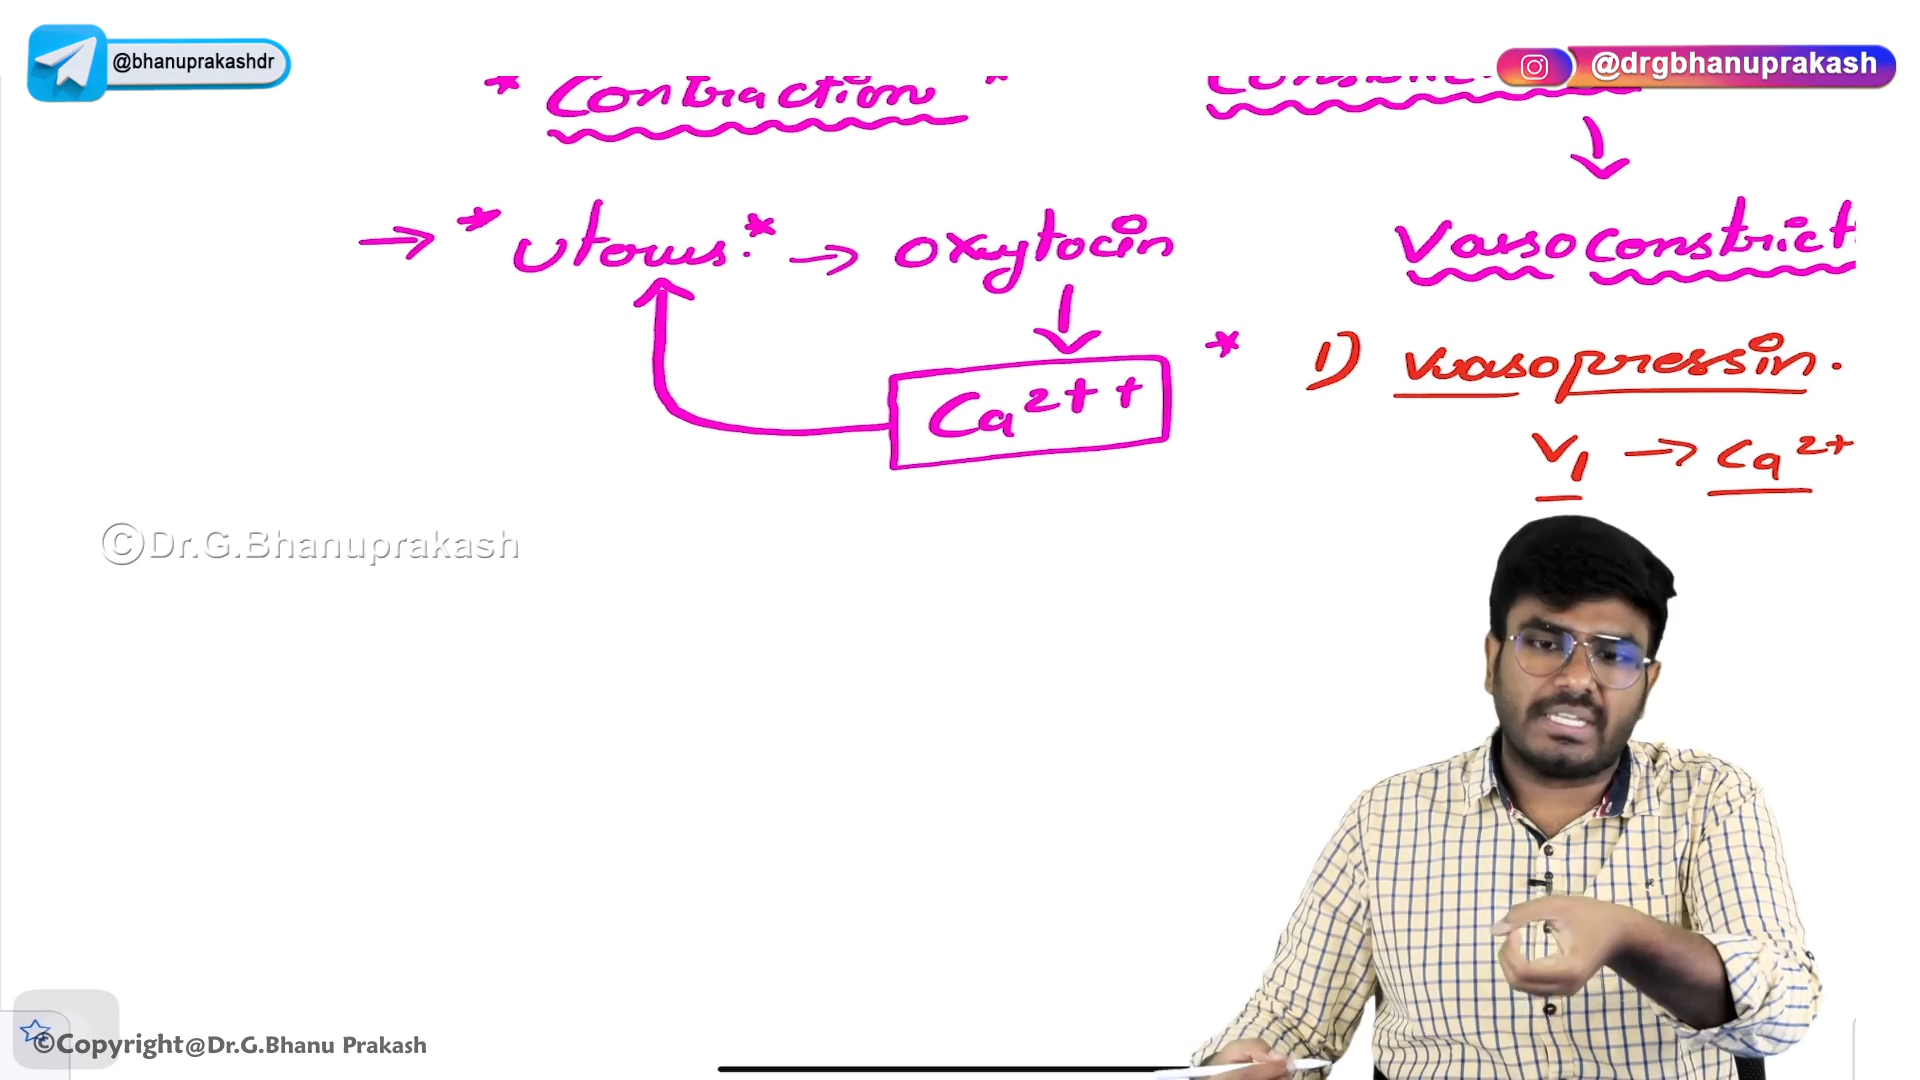 @bhanuprakashdr
@drgbhanuprakash
* Contraction *
→ * Uterus.* → oxytocin
Vasoconstrict
Ca²⁺ +
* 1) Vasopressin.
V₁ → Ca²⁺
©Dr.G.Bhanuprakash
©Copyright@Dr.G.Bhanu Prakash